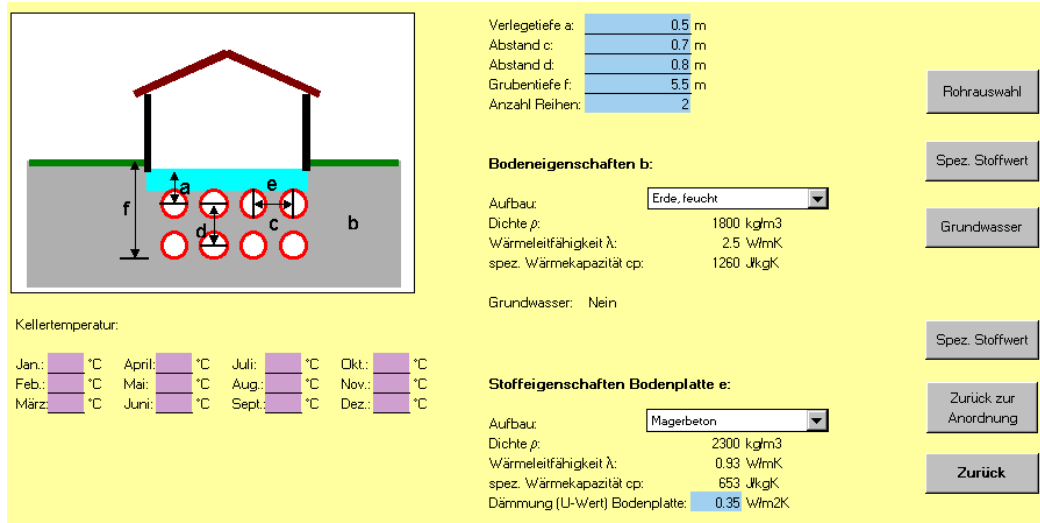 Verlegetiefe a: 0.5 m
Abstand c: 0.7 m
Abstand d: 0.8 m
Grubentiefe f: 5.5 m
Anzahl Reihen: 2
Rohrauswahl
a
e
f
d
c
b
Bodeneigenschaften b:
Spez. Stoffwert
Aufbau: Erde, feucht
Dichte ρ: 1800 kg/m3
Wärmeleitfähigkeit λ: 2.5 W/mK
spez. Wärmekapazität cp: 1260 J/kgK
Grundwasser
Grundwasser: Nein
Kellertemperatur:
Jan.: °C April: °C Juli: °C Okt.: °C
Feb.: °C Mai: °C Aug.: °C Nov.: °C
März: °C Juni: °C Sept.: °C Dez.: °C
Spez. Stoffwert
Stoffeigenschaften Bodenplatte e:
Zurück zur
Anordnung
Aufbau: Magerbeton
Dichte ρ: 2300 kg/m3
Wärmeleitfähigkeit λ: 0.93 W/mK
spez. Wärmekapazität cp: 653 J/kgK
Dämmung (U-Wert) Bodenplatte: 0.35 W/m2K
Zurück